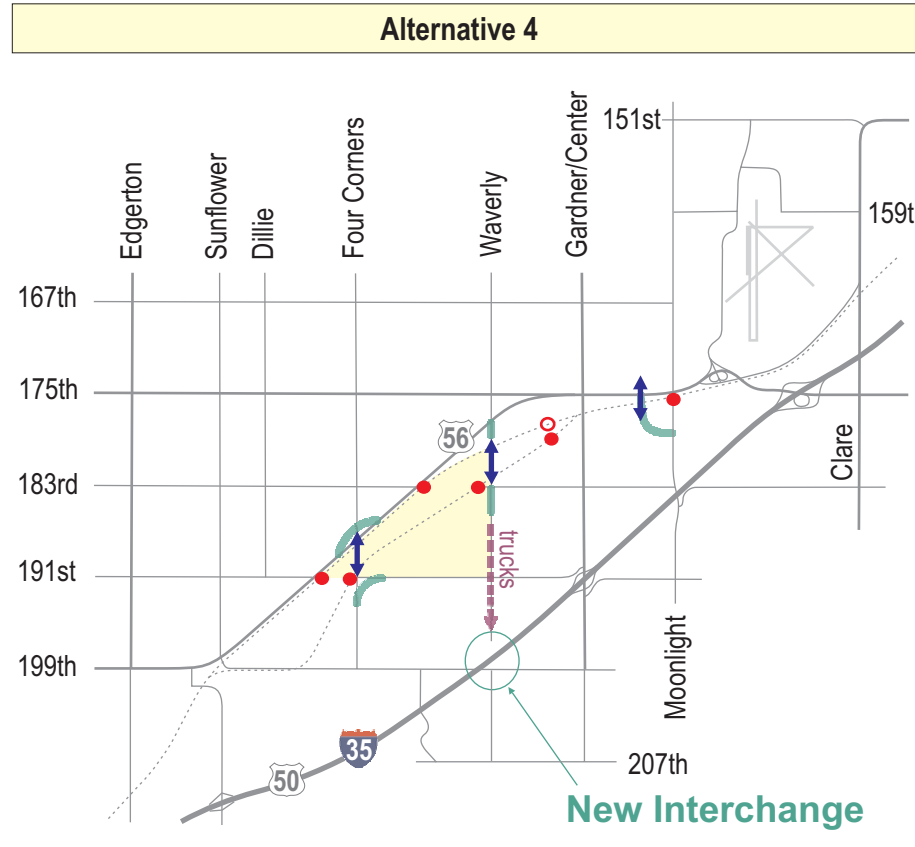 Alternative 4
151st
Edgerton
Sunflower
Dillie
Four Corners
Waverly
Gardner/Center
159t
167th
175th
56
Clare
183rd
191st
trucks
Moonlight
199th
35
50
207th
New Interchange